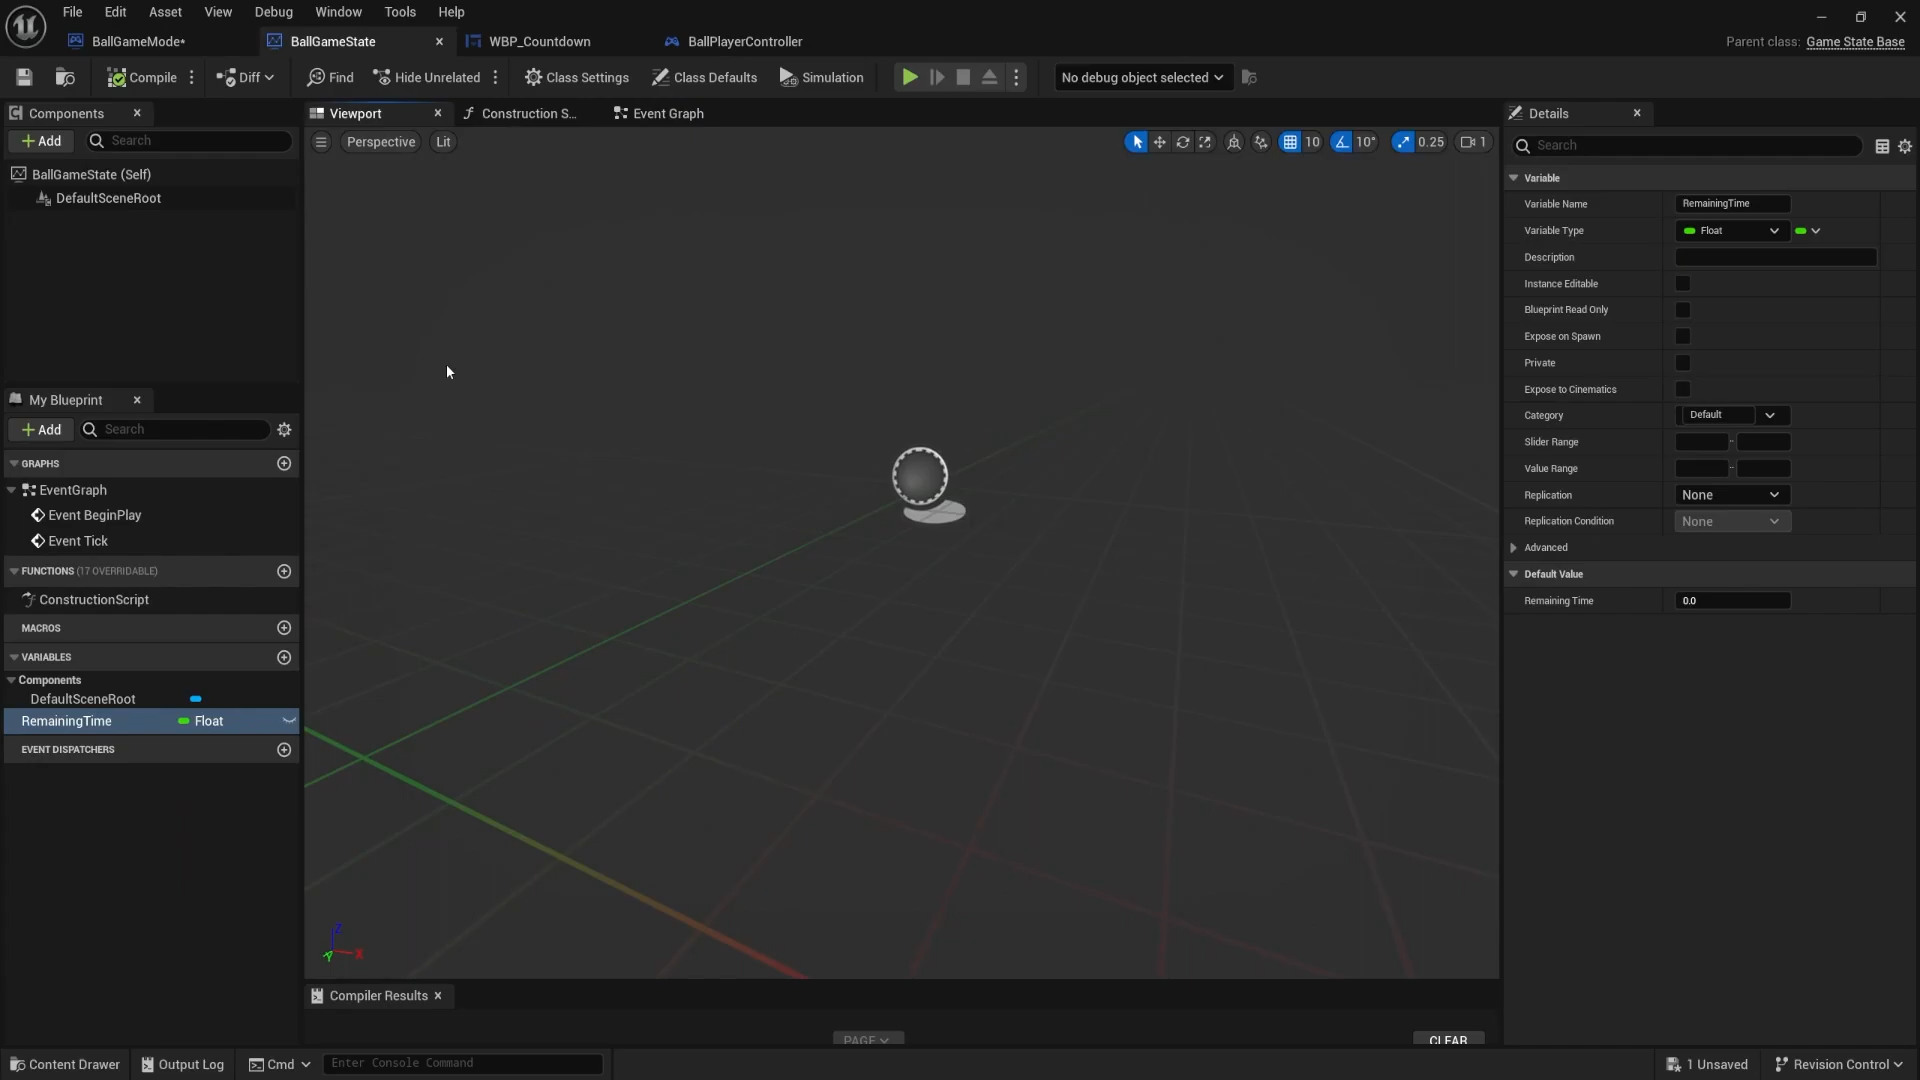 File Edit Asset View Debug Window Tools Help
BallGameMode* BallGameState WBP_Countdown BallPlayerController
Parent class: Game State Base
Compile Diff Find Hide Unrelated Class Settings Class Defaults Simulation No debug object selected
Components
Add Search
BallGameState (Self)
DefaultSceneRoot
My Blueprint
Add Search
GRAPHS
EventGraph
Event BeginPlay
Event Tick
FUNCTIONS (17 OVERRIDABLE)
ConstructionScript
MACROS
VARIABLES
Components
DefaultSceneRoot
RemainingTime Float
EVENT DISPATCHERS
Viewport Construction S... Event Graph
Perspective Lit 10 10° 0.25 1
Z
Y X
Compiler Results
PAGE CLEAR
Details
Search
Variable
Variable Name RemainingTime
Variable Type Float
Description
Instance Editable
Blueprint Read Only
Expose on Spawn
Private
Expose to Cinematics
Category Default
Slider Range
Value Range
Replication None
Replication Condition None
Advanced
Default Value
Remaining Time 0.0
Content Drawer Output Log Cmd Enter Console Command 1 Unsaved Revision Control